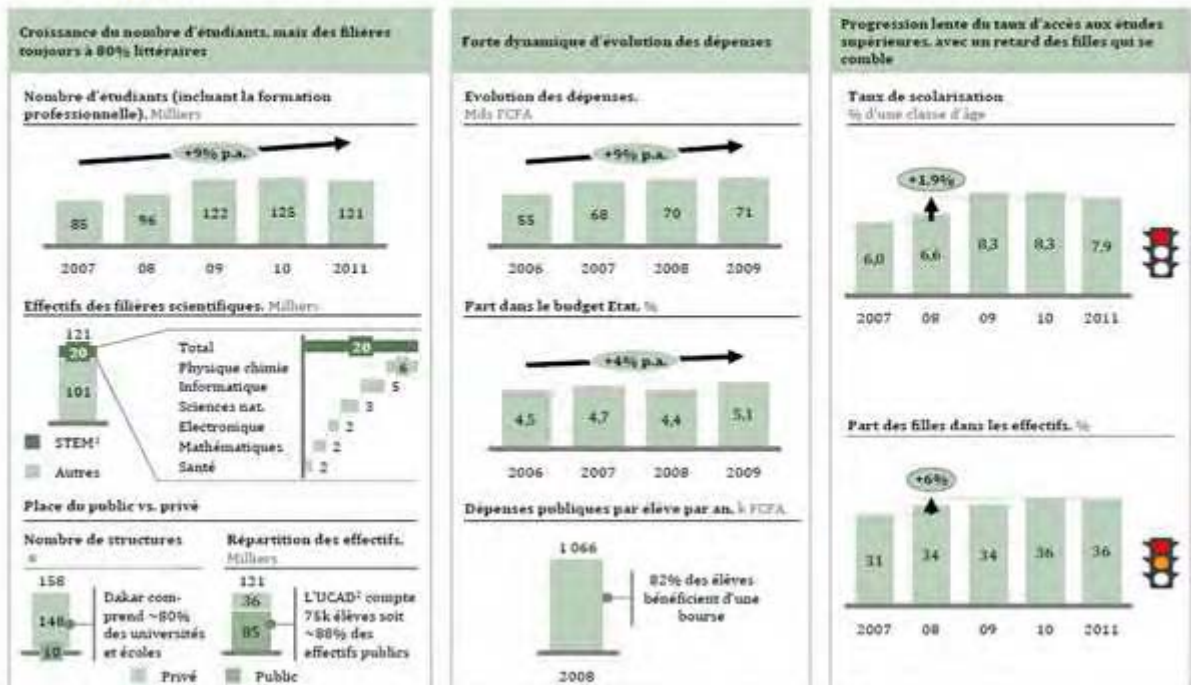 Croissance du nombre d'étudiants, mais des filières
toujours à 80% littéraires
Nombre d'étudiants (incluant la formation
professionnelle). Milliers
+9% p.a.
85 96 122 125 121
2007 08 09 10 2011
Effectifs des filières scientifiques. Milliers
121
20
101
STEM¹
Autres
Total 20
Physique chimie 6
Informatique 5
Sciences nat. 3
Electronique 2
Mathématiques 2
Santé 2
Place du public vs. privé
Nombre de structures
#
158
148
10
Dakar com-
prend ~80%
des universités
et écoles
Répartition des effectifs.
Milliers
121
36
85
L'UCAD² compte
75k élèves soit
~88% des
effectifs publics
Privé Public
Forte dynamique d'évolution des dépenses
Evolution des dépenses.
Mds FCFA
+9% p.a.
55 68 70 71
2006 2007 2008 2009
Part dans le budget Etat. %
+4% p.a.
4,5 4,7 4,4 5,1
2006 2007 2008 2009
Dépenses publiques par élève par an. k FCFA
1 066
82% des élèves
bénéficient d'une
bourse
2008
Progression lente du taux d'accès aux études
supérieures, avec un retard des filles qui se
comble
Taux de scolarisation
% d'une classe d'âge
+1,9%
6,0 6,6 8,3 8,3 7,9
2007 08 09 10 2011
Part des filles dans les effectifs. %
+6%
31 34 34 36 36
2007 08 09 10 2011